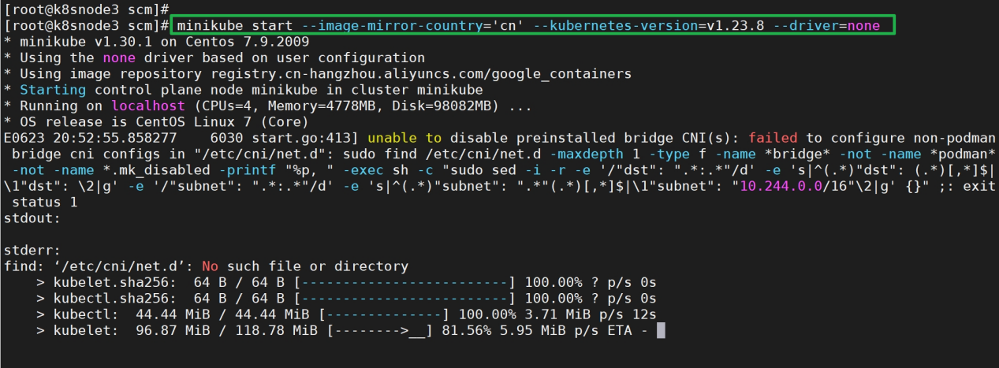 [root@k8snode3 scm]#
[root@k8snode3 scm]# minikube start --image-mirror-country='cn' --kubernetes-version=v1.23.8 --driver=none
* minikube v1.30.1 on Centos 7.9.2009
* Using the none driver based on user configuration
* Using image repository registry.cn-hangzhou.aliyuncs.com/google_containers
* Starting control plane node minikube in cluster minikube
* Running on localhost (CPUs=4, Memory=4778MB, Disk=98082MB) ...
* OS release is CentOS Linux 7 (Core)
E0623 20:52:55.858277    6030 start.go:413] unable to disable preinstalled bridge CNI(s): failed to configure non-podman
 bridge cni configs in "/etc/cni/net.d": sudo find /etc/cni/net.d -maxdepth 1 -type f -name *bridge* -not -name *podman*
 -not -name *.mk_disabled -printf "%p, " -exec sh -c "sudo sed -i -r -e '/"dst": ".*:.*"/d' -e 's|^(.*)"dst": (.*)[,*]$|
\1"dst": \2|g' -e '/"subnet": ".*:.*"/d' -e 's|^(.*)"subnet": ".*"(.*)[,*]$|\1"subnet": "10.244.0.0/16"\2|g' {}" ;: exit
 status 1
stdout:
stderr:
find: ‘/etc/cni/net.d’: No such file or directory
    > kubelet.sha256:  64 B / 64 B [-------------------------] 100.00% ? p/s 0s
    > kubectl.sha256:  64 B / 64 B [-------------------------] 100.00% ? p/s 0s
    > kubectl:  44.44 MiB / 44.44 MiB [--------------] 100.00% 3.71 MiB p/s 12s
    > kubelet:  96.87 MiB / 118.78 MiB [-------->__] 81.56% 5.95 MiB p/s ETA -